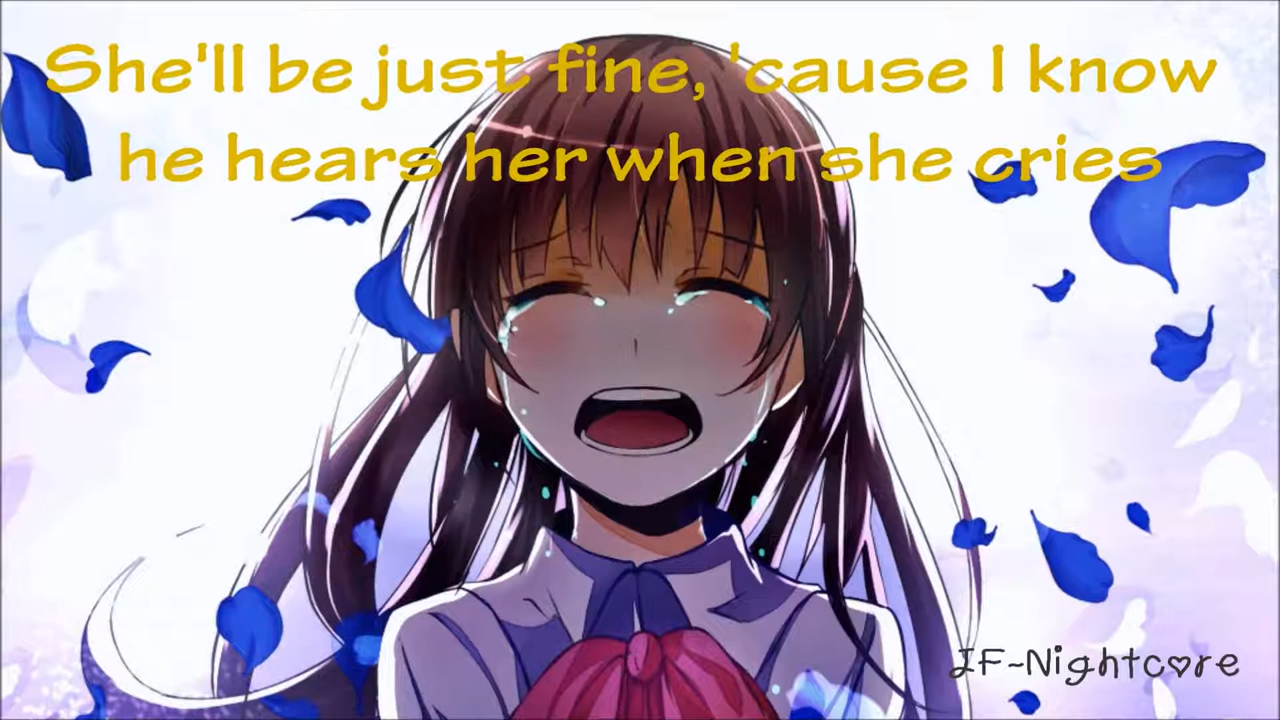 She'll be just fine, 'cause I know
he hears her when she cries
JF~Nightcore